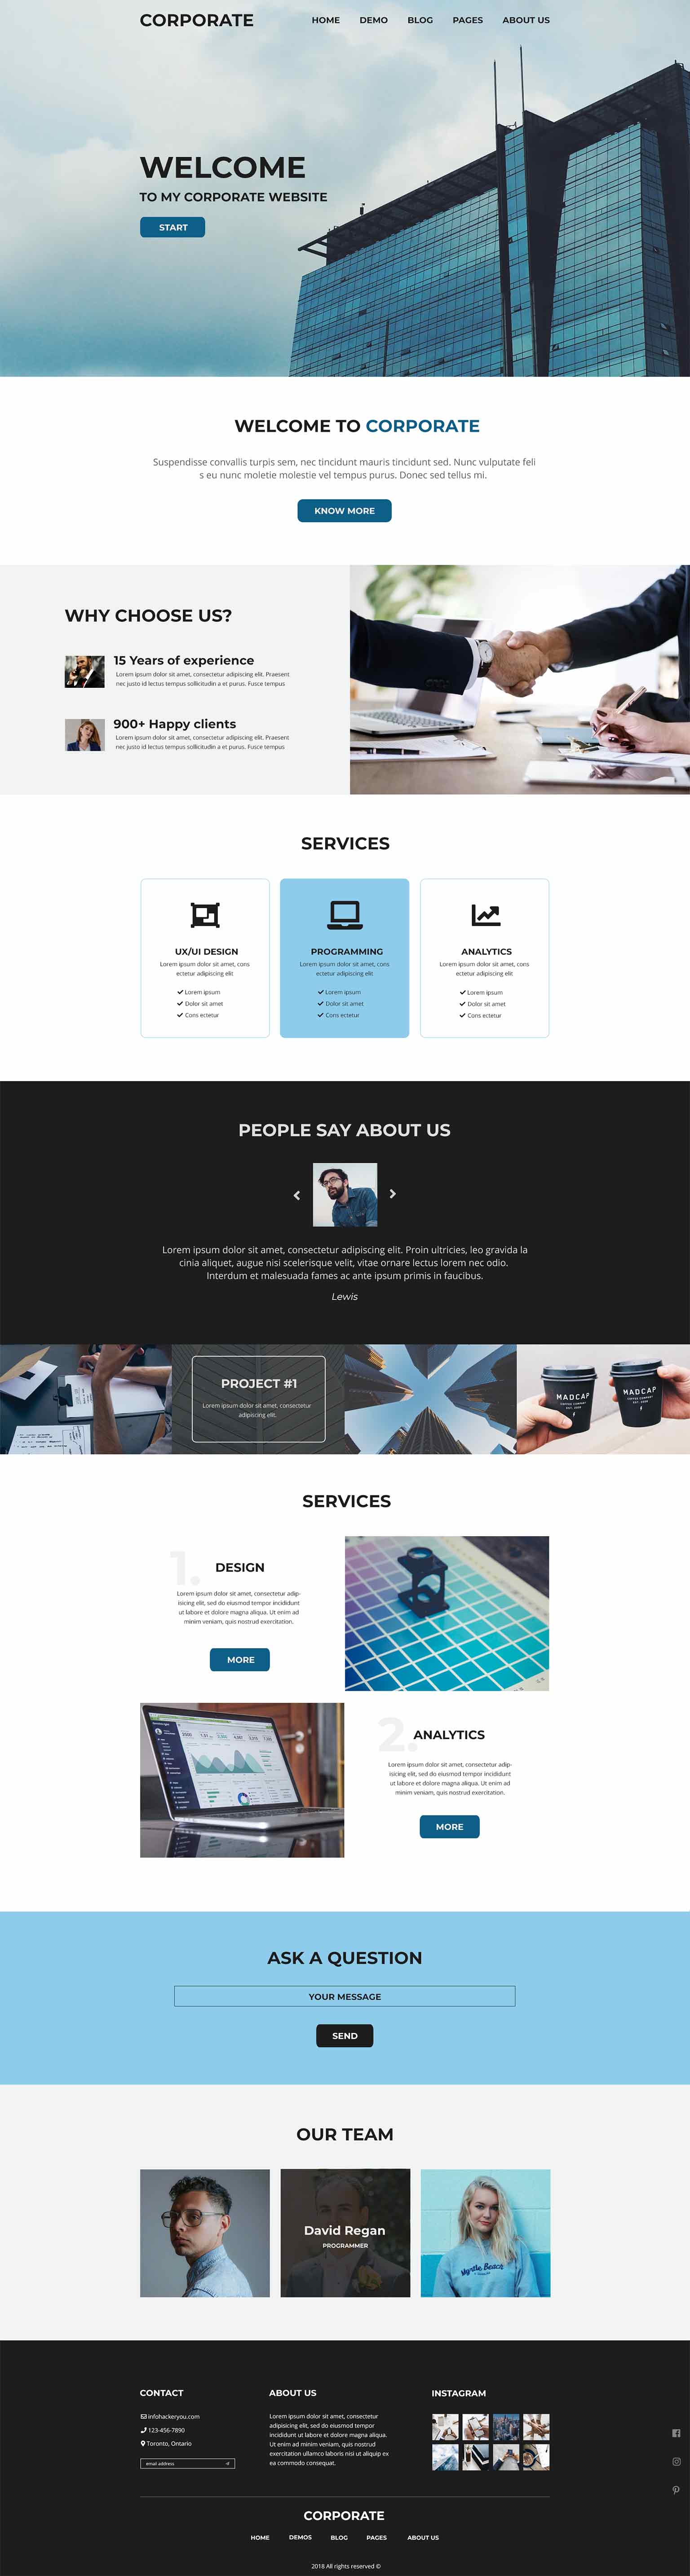 CORPORATE
HOME DEMO BLOG PAGES ABOUT US
WELCOME
TO MY CORPORATE WEBSITE
START
WELCOME TO CORPORATE
Suspendisse convallis turpis sem, nec tincidunt mauris tincidunt sed. Nunc vulputate feli
s eu nunc moletie molestie vel tempus purus. Donec sed tellus mi.
KNOW MORE
WHY CHOOSE US?
15 Years of experience
Lorem ipsum dolor sit amet, consectetur adipiscing elit. Praesent
nec justo id lectus tempus sollicitudin a et purus. Fusce tempus
900+ Happy clients
Lorem ipsum dolor sit amet, consectetur adipiscing elit. Praesent
nec justo id lectus tempus sollicitudin a et purus. Fusce tempus
SERVICES
UX/UI DESIGN
Lorem ipsum dolor sit amet, cons
ectetur adipiscing elit
Lorem ipsum
Dolor sit amet
Cons ectetur
PROGRAMMING
Lorem ipsum dolor sit amet, cons
ectetur adipiscing elit
Lorem ipsum
Dolor sit amet
Cons ectetur
ANALYTICS
Lorem ipsum dolor sit amet, cons
ectetur adipiscing elit
Lorem ipsum
Dolor sit amet
Cons ectetur
PEOPLE SAY ABOUT US
Lorem ipsum dolor sit amet, consectetur adipiscing elit. Proin ultricies, leo gravida la
cinia aliquet, augue nisi scelerisque velit, vitae ornare lectus lorem nec odio.
Interdum et malesuada fames ac ante ipsum primis in faucibus.
Lewis
PROJECT #1
Lorem ipsum dolor sit amet, consectetur
adipiscing elit.
MADCAP
COFFEE COMPANY
EST. 2008
MADCAP
COFFEE COMPANY
EST. 2008
SERVICES
1. DESIGN
Lorem ipsum dolor sit amet, consectetur adip-
isicing elit, sed do eiusmod tempor incididunt
ut labore et dolore magna aliqua. Ut enim ad
minim veniam, quis nostrud exercitation.
MORE
2. ANALYTICS
Lorem ipsum dolor sit amet, consectetur adip-
isicing elit, sed do eiusmod tempor incididunt
ut labore et dolore magna aliqua. Ut enim ad
minim veniam, quis nostrud exercitation.
MORE
ASK A QUESTION
YOUR MESSAGE
SEND
OUR TEAM
David Regan
PROGRAMMER
Myrtle Beach
CONTACT
infohackeryou.com
123-456-7890
Toronto, Ontario
email address
ABOUT US
Lorem ipsum dolor sit amet, consectetur
adipisicing elit, sed do eiusmod tempor
incididunt ut labore et dolore magna aliqua.
Ut enim ad minim veniam, quis nostrud
exercitation ullamco laboris nisi ut aliquip ex
ea commodo consequat.
INSTAGRAM
CORPORATE
HOME DEMOS BLOG PAGES ABOUT US
2018 All rights reserved ©